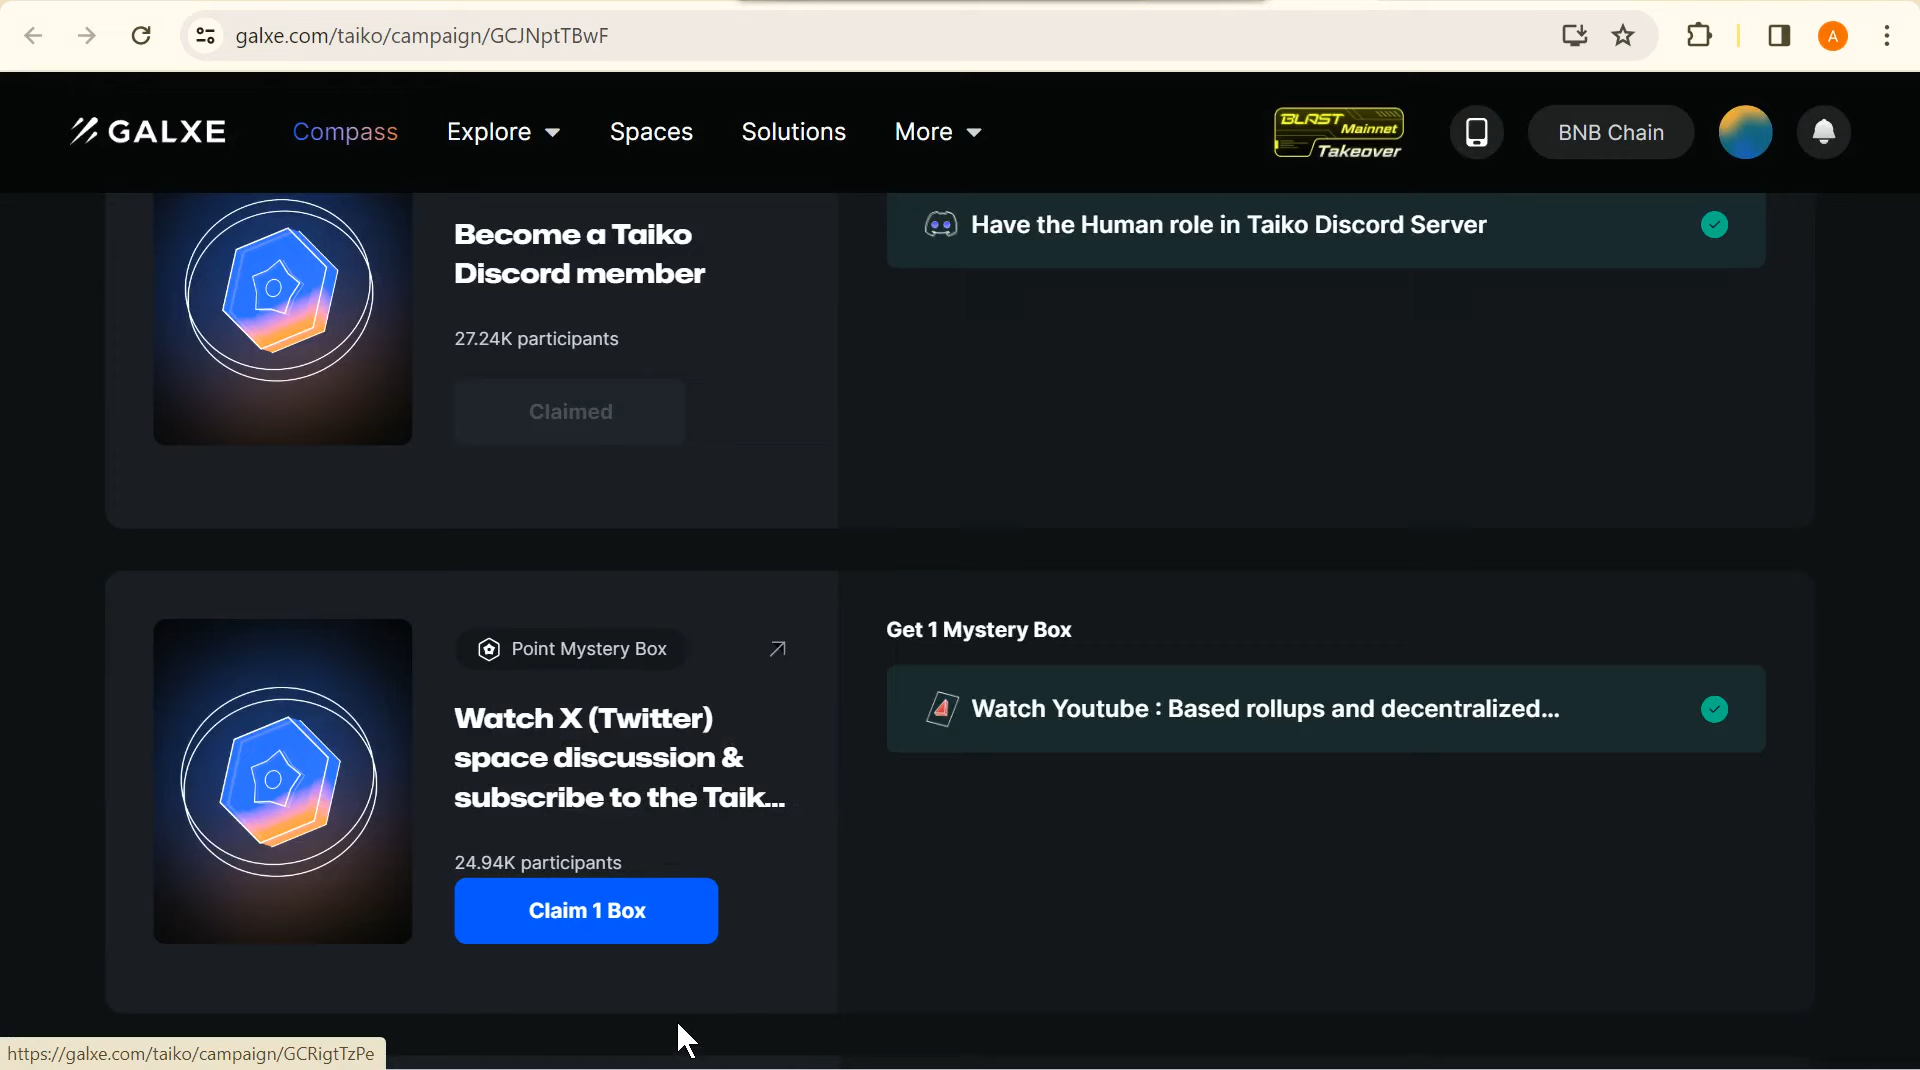 galxe.com/taiko/campaign/GCJNptTBwF
A
GALXE
Compass
Explore
Spaces
Solutions
More
BLAST Mainnet
Takeover
BNB Chain
Become a Taiko
Discord member
27.24K participants
Claimed
Have the Human role in Taiko Discord Server
Point Mystery Box
Watch X (Twitter)
space discussion &
subscribe to the Taik...
24.94K participants
Claim 1 Box
Get 1 Mystery Box
Watch Youtube : Based rollups and decentralized...
https://galxe.com/taiko/campaign/GCRigtTzPe